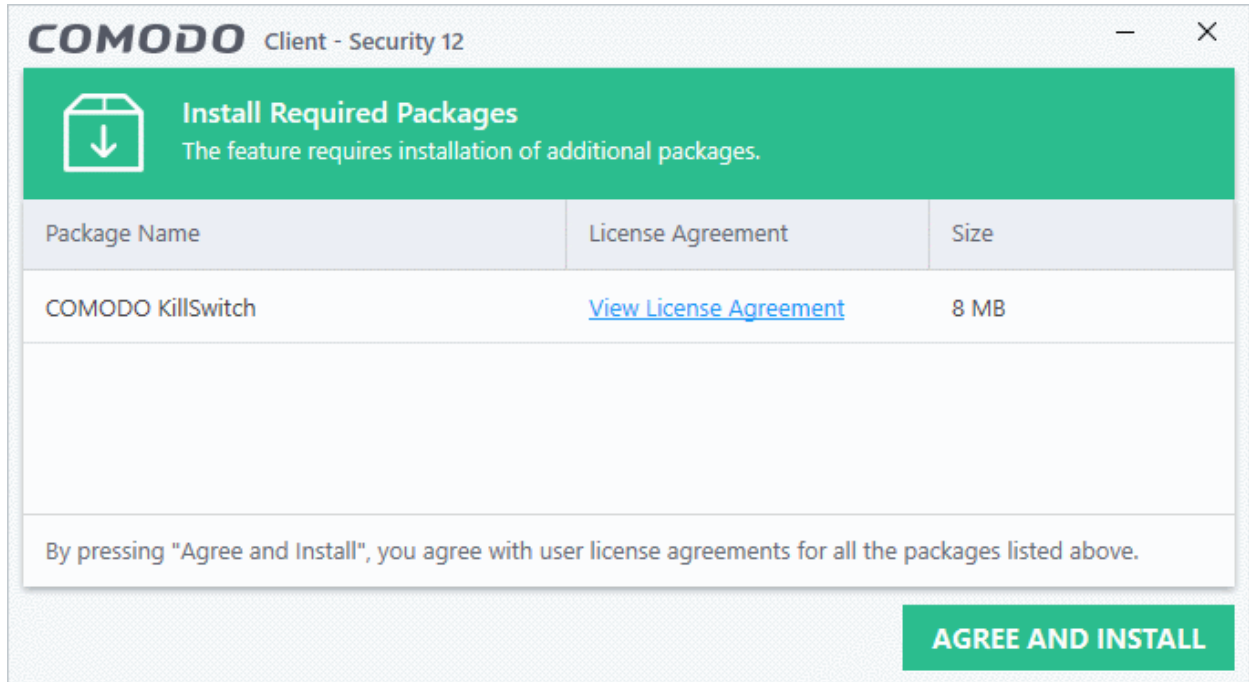 COMODO Client - Security 12
Install Required Packages
The feature requires installation of additional packages.
Package Name License Agreement Size
COMODO KillSwitch View License Agreement 8 MB
By pressing "Agree and Install", you agree with user license agreements for all the packages listed above.
AGREE AND INSTALL